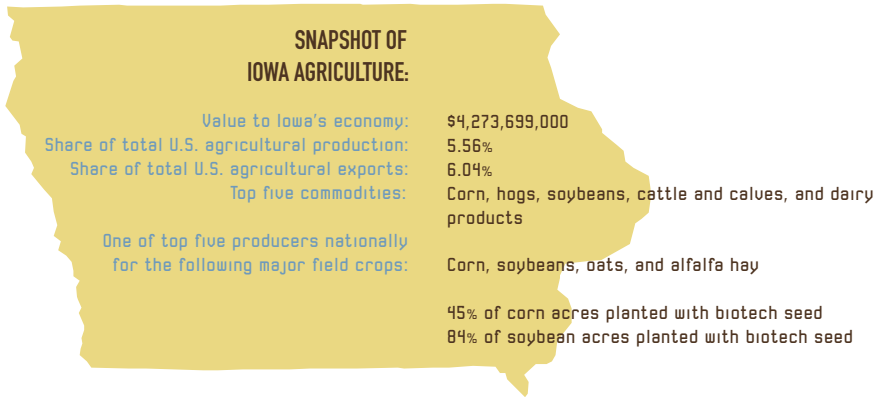 SNAPSHOT OF
IOWA AGRICULTURE:
Value to Iowa's economy: $4,273,699,000
Share of total U.S. agricultural production: 5.56%
Share of total U.S. agricultural exports: 6.04%
Top five commodities: Corn, hogs, soybeans, cattle and calves, and dairy
products
One of top five producers nationally
for the following major field crops: Corn, soybeans, oats, and alfalfa hay
45% of corn acres planted with biotech seed
84% of soybean acres planted with biotech seed